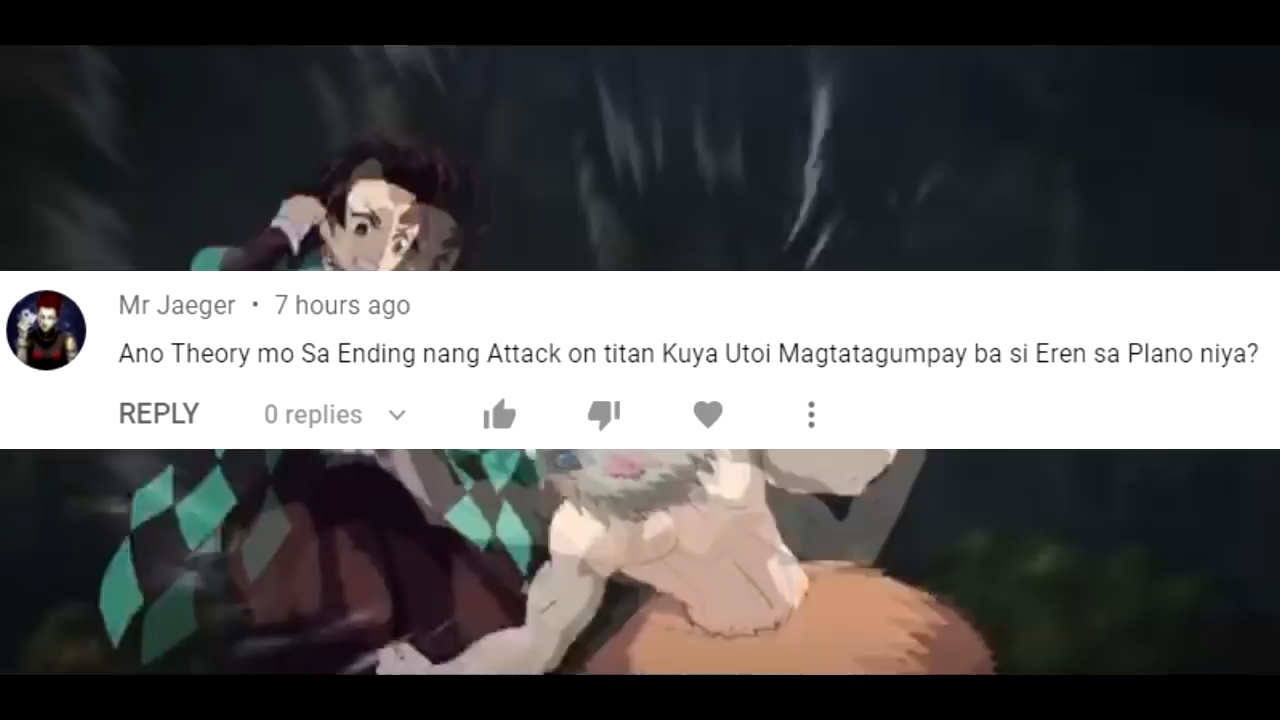 Mr Jaeger • 7 hours ago
Ano Theory mo Sa Ending nang Attack on titan Kuya Utoi Magtatagumpay ba si Eren sa Plano niya?
REPLY 0 replies